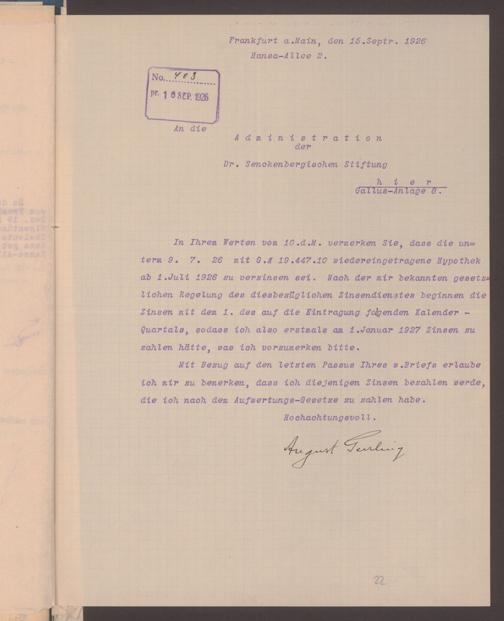 Frankfurt a.Main, den 15.Septr. 1926
Hansa-Allee 2.
No. 403
pr. 16 SEP. 1926
An die
Administration
der
Dr. Senckenbergischen Stiftung
hier
Gallus-Anlage 8.
In Ihrem Werten vom 10.d.M. vermerken Sie, dass die un-
term 9. 7. 26 mit G.M 19.447.10 wiedereingetragene Hypothek
ab 1.Juli 1926 zu verzinsen sei. Nach der mir bekannten gesetz-
lichen Regelung des diesbezüglichen Zinsendienstes beginnen die
Zinsen mit dem 1. des auf die Eintragung folgenden Kalender -
Quartals, sodass ich also erstmals am 1.Januar 1927 Zinsen zu
zahlen hätte, was ich vorzumerken bitte.
Mit Bezug auf den letzten Passus Ihres w.Briefs erlaube
ich mir zu bemerken, dass ich diejenigen Zinsen bezahlen werde,
die ich nach dem Aufwertungs-Gesetze zu zahlen habe.
Hochachtungsvoll.
August
22